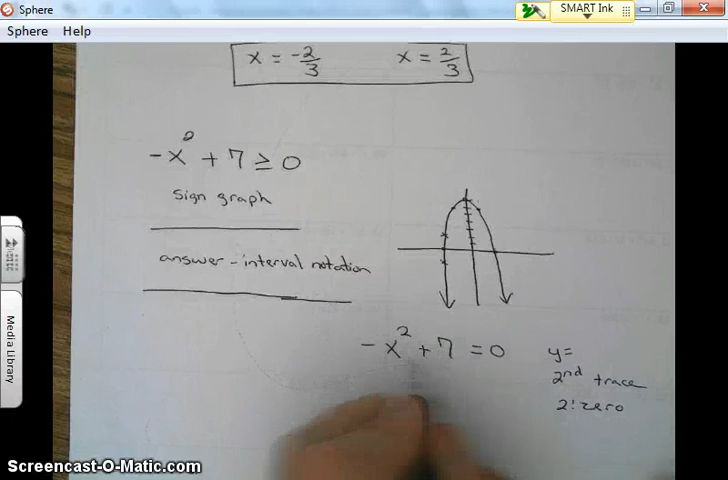 Sphere
SMART Ink
Sphere Help
x = -2/3 x = 2/3
-x² + 7 ≥ 0
Sign graph
answer - interval notation
-x² + 7 = 0
y=
2nd trace
2: zero
Media Library
Screencast-O-Matic.com